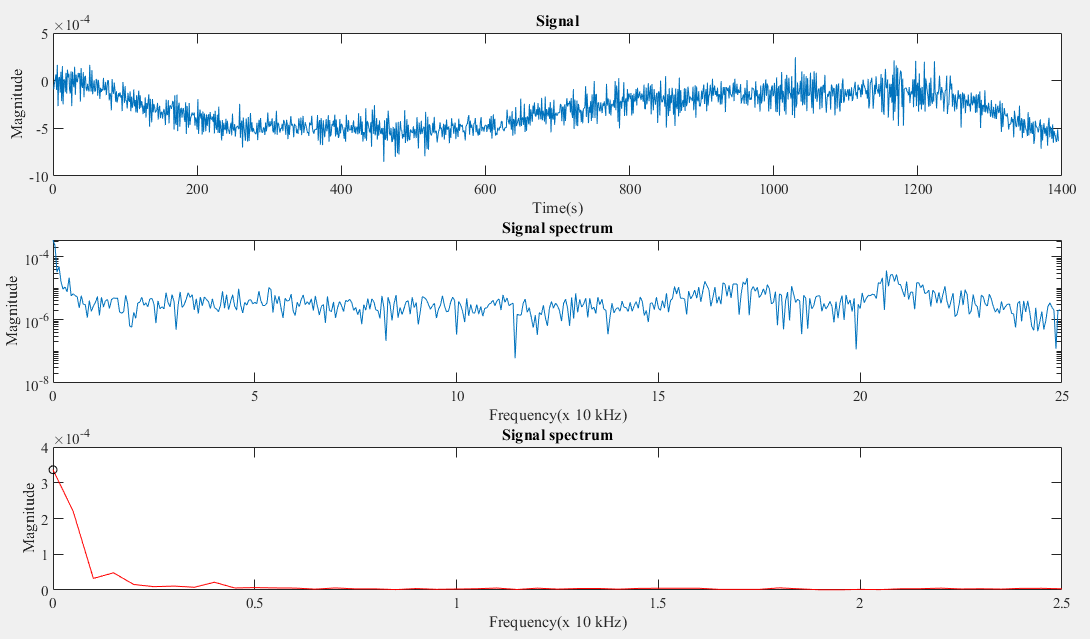 Signal
×10-4
5
0
-5
-10
Magnitude
0 200 400 600 800 1000 1200 1400
Time(s)
Signal spectrum
10-4
10-6
10-8
Magnitude
0 5 10 15 20 25
Frequency(x 10 kHz)
Signal spectrum
×10-4
4
3
2
1
0
Magnitude
0 0.5 1 1.5 2 2.5
Frequency(x 10 kHz)